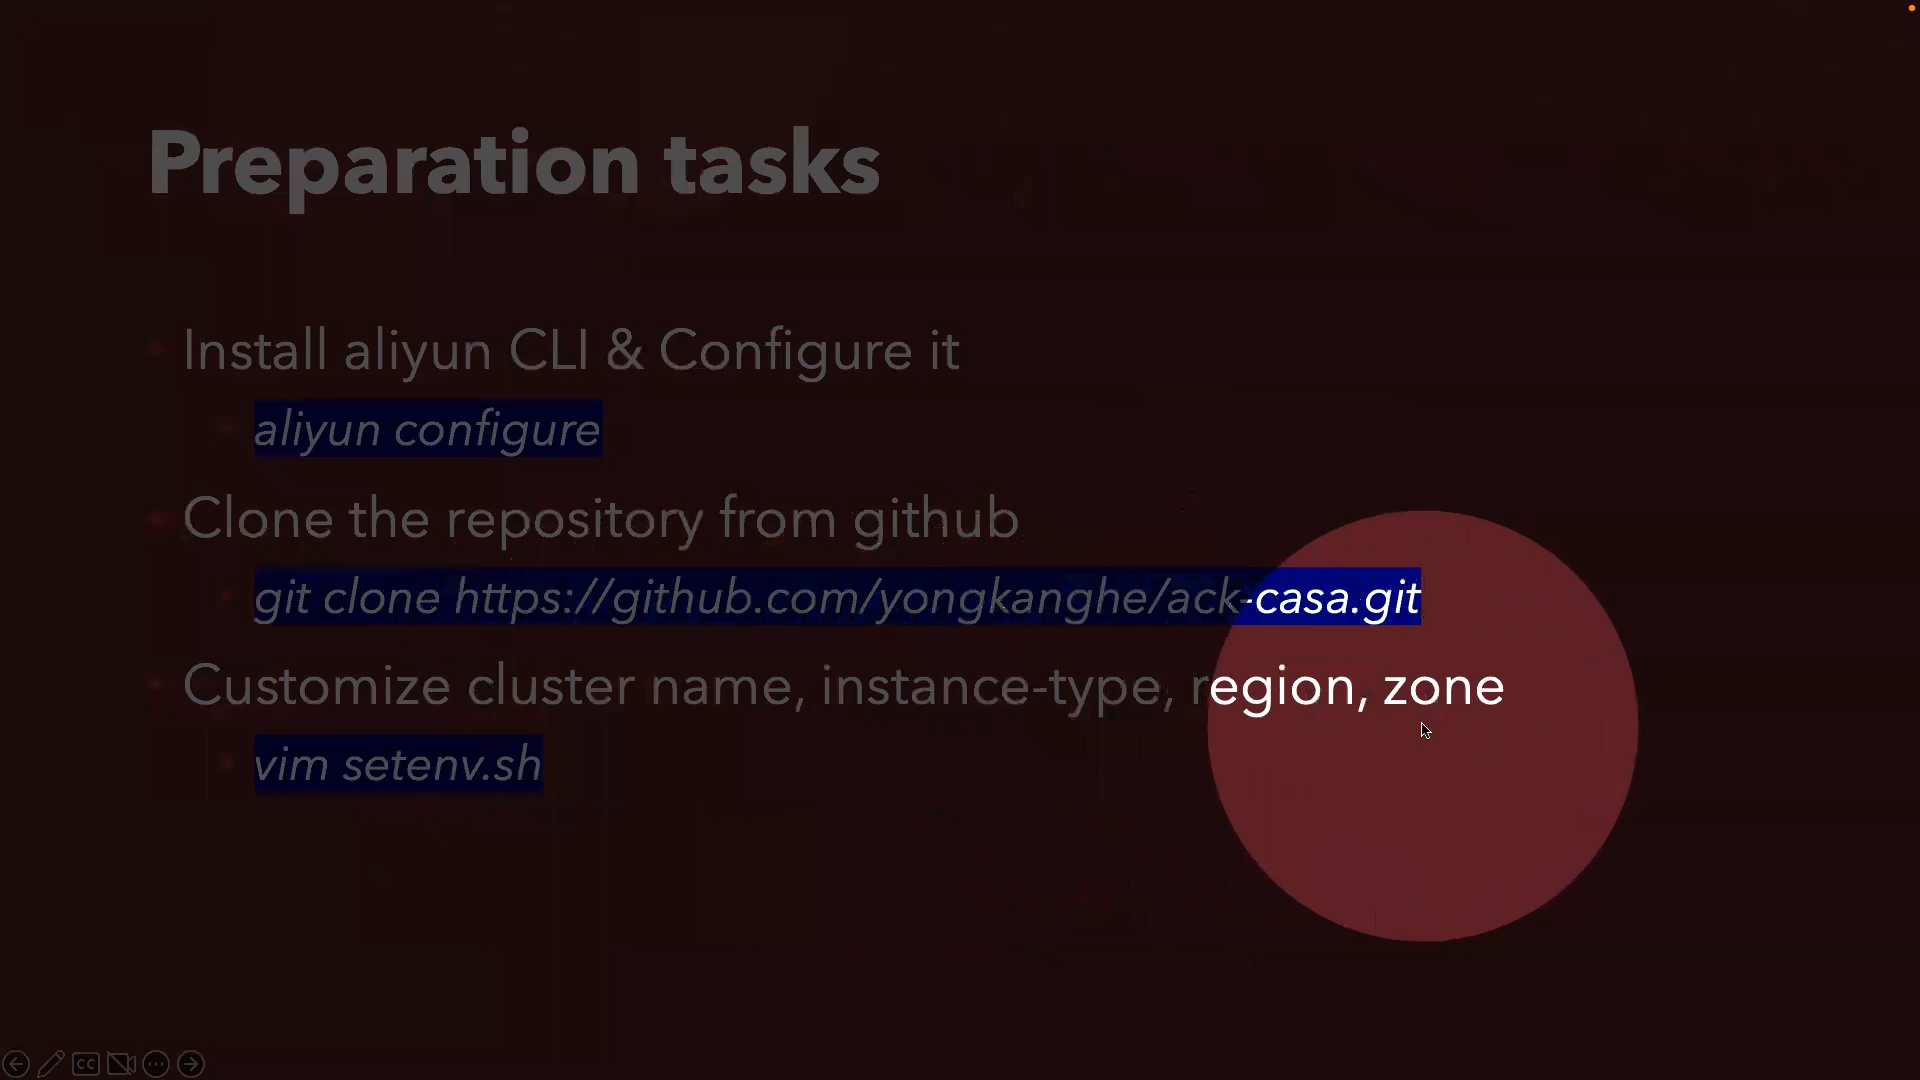 Preparation tasks
Install aliyun CLI & Configure it
aliyun configure
Clone the repository from github
git clone https://github.com/yongkanghe/ack-casa.git
Customize cluster name, instance-type, region, zone
vim setenv.sh
CC